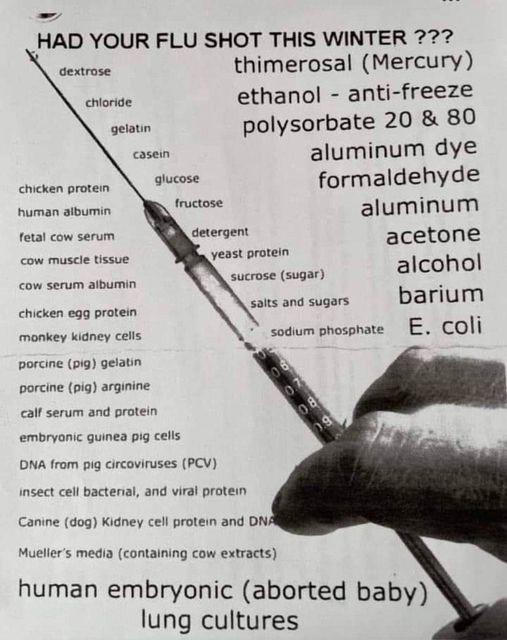 HAD YOUR FLU SHOT THIS WINTER ???
dextrose
chloride
gelatin
casein
glucose
fructose
detergent
yeast protein
sucrose (sugar)
salts and sugars
sodium phosphate
thimerosal (Mercury)
ethanol - anti-freeze
polysorbate 20 & 80
aluminum dye
formaldehyde
aluminum
acetone
alcohol
barium
E. coli
chicken protein
human albumin
fetal cow serum
cow muscle tissue
cow serum albumin
chicken egg protein
monkey kidney cells
porcine (pig) gelatin
porcine (pig) arginine
calf serum and protein
embryonic guinea pig cells
DNA from pig circoviruses (PCV)
insect cell bacterial, and viral protein
Canine (dog) Kidney cell protein and DNA
Mueller's media (containing cow extracts)
human embryonic (aborted baby)
lung cultures